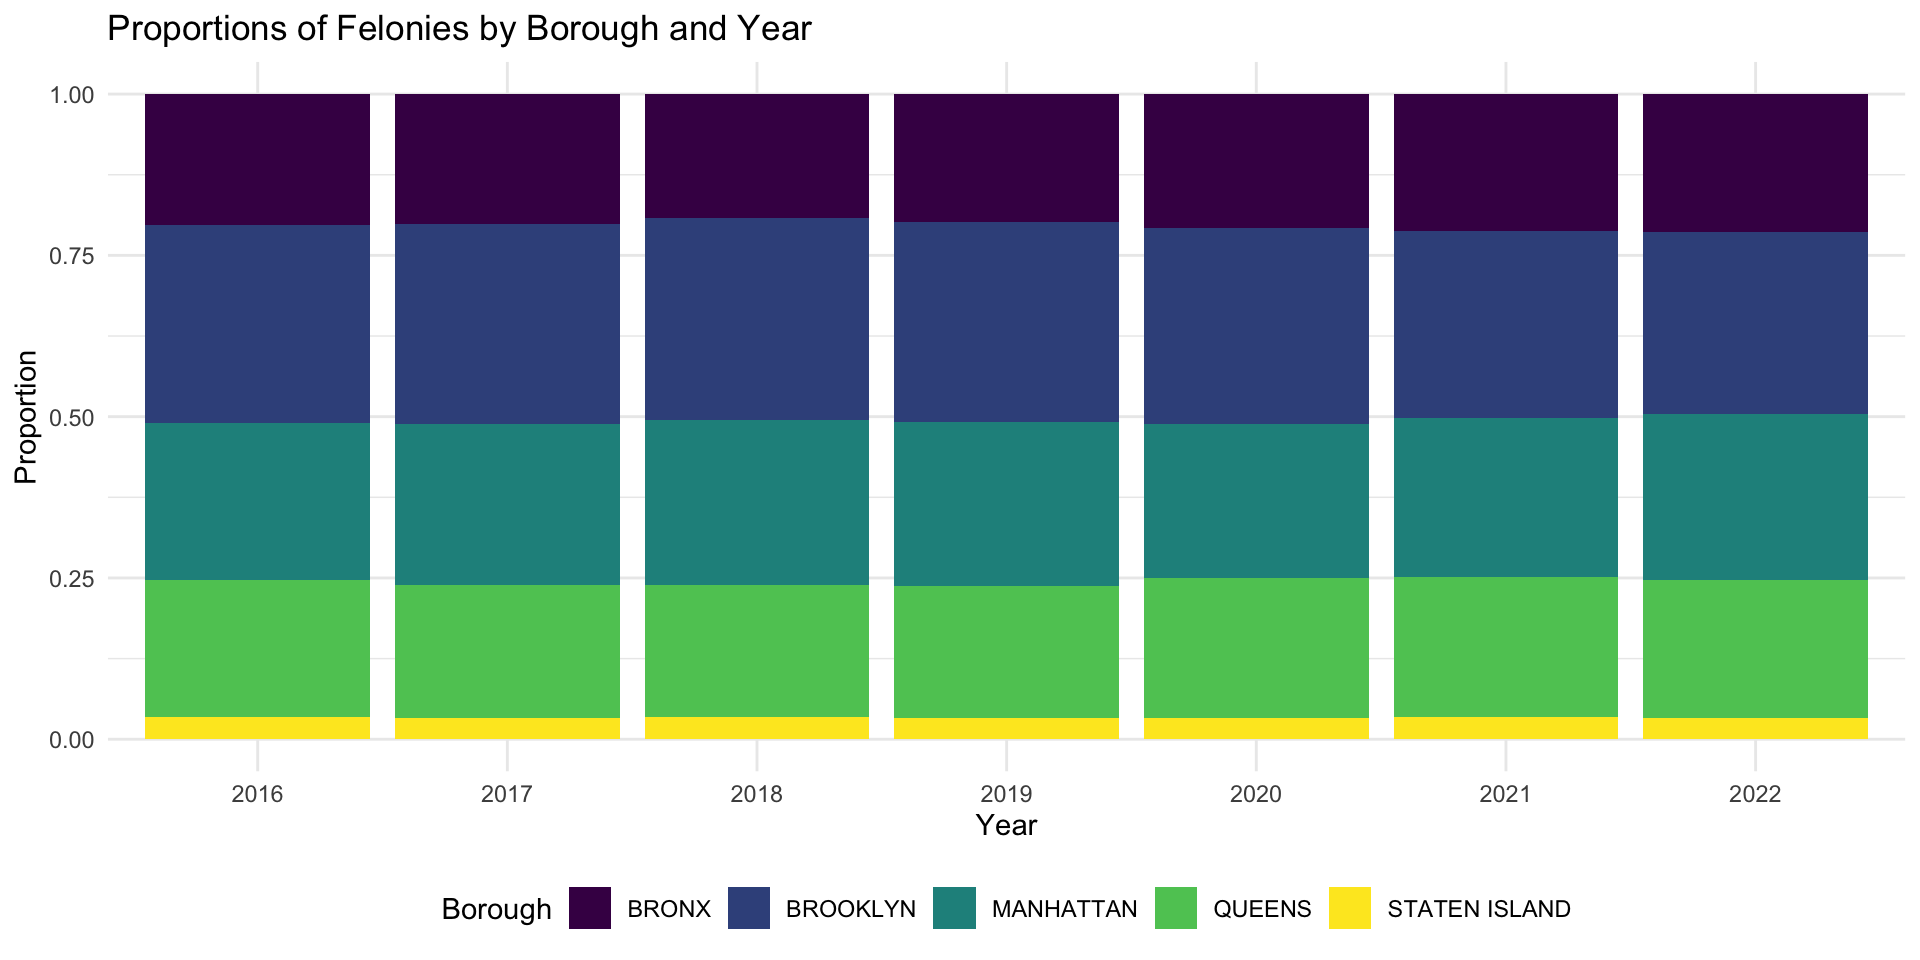 Proportions of Felonies by Borough and Year
1.00
0.75
0.50
0.25
0.00
Proportion
2016 2017 2018 2019 2020 2021 2022
Year
Borough BRONX BROOKLYN MANHATTAN QUEENS STATEN ISLAND